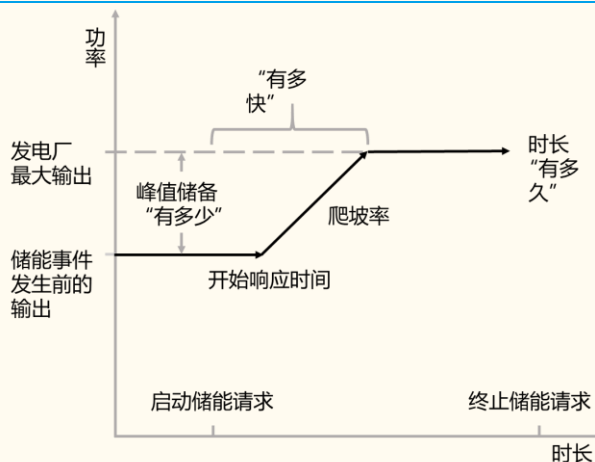 功
率
“有多
快”
发电厂
最大输出
时长
“有多
久”
峰值储备
“有多少”
爬坡率
储能事件
发生前的
输出
开始响应时间
启动储能请求
终止储能请求
时长